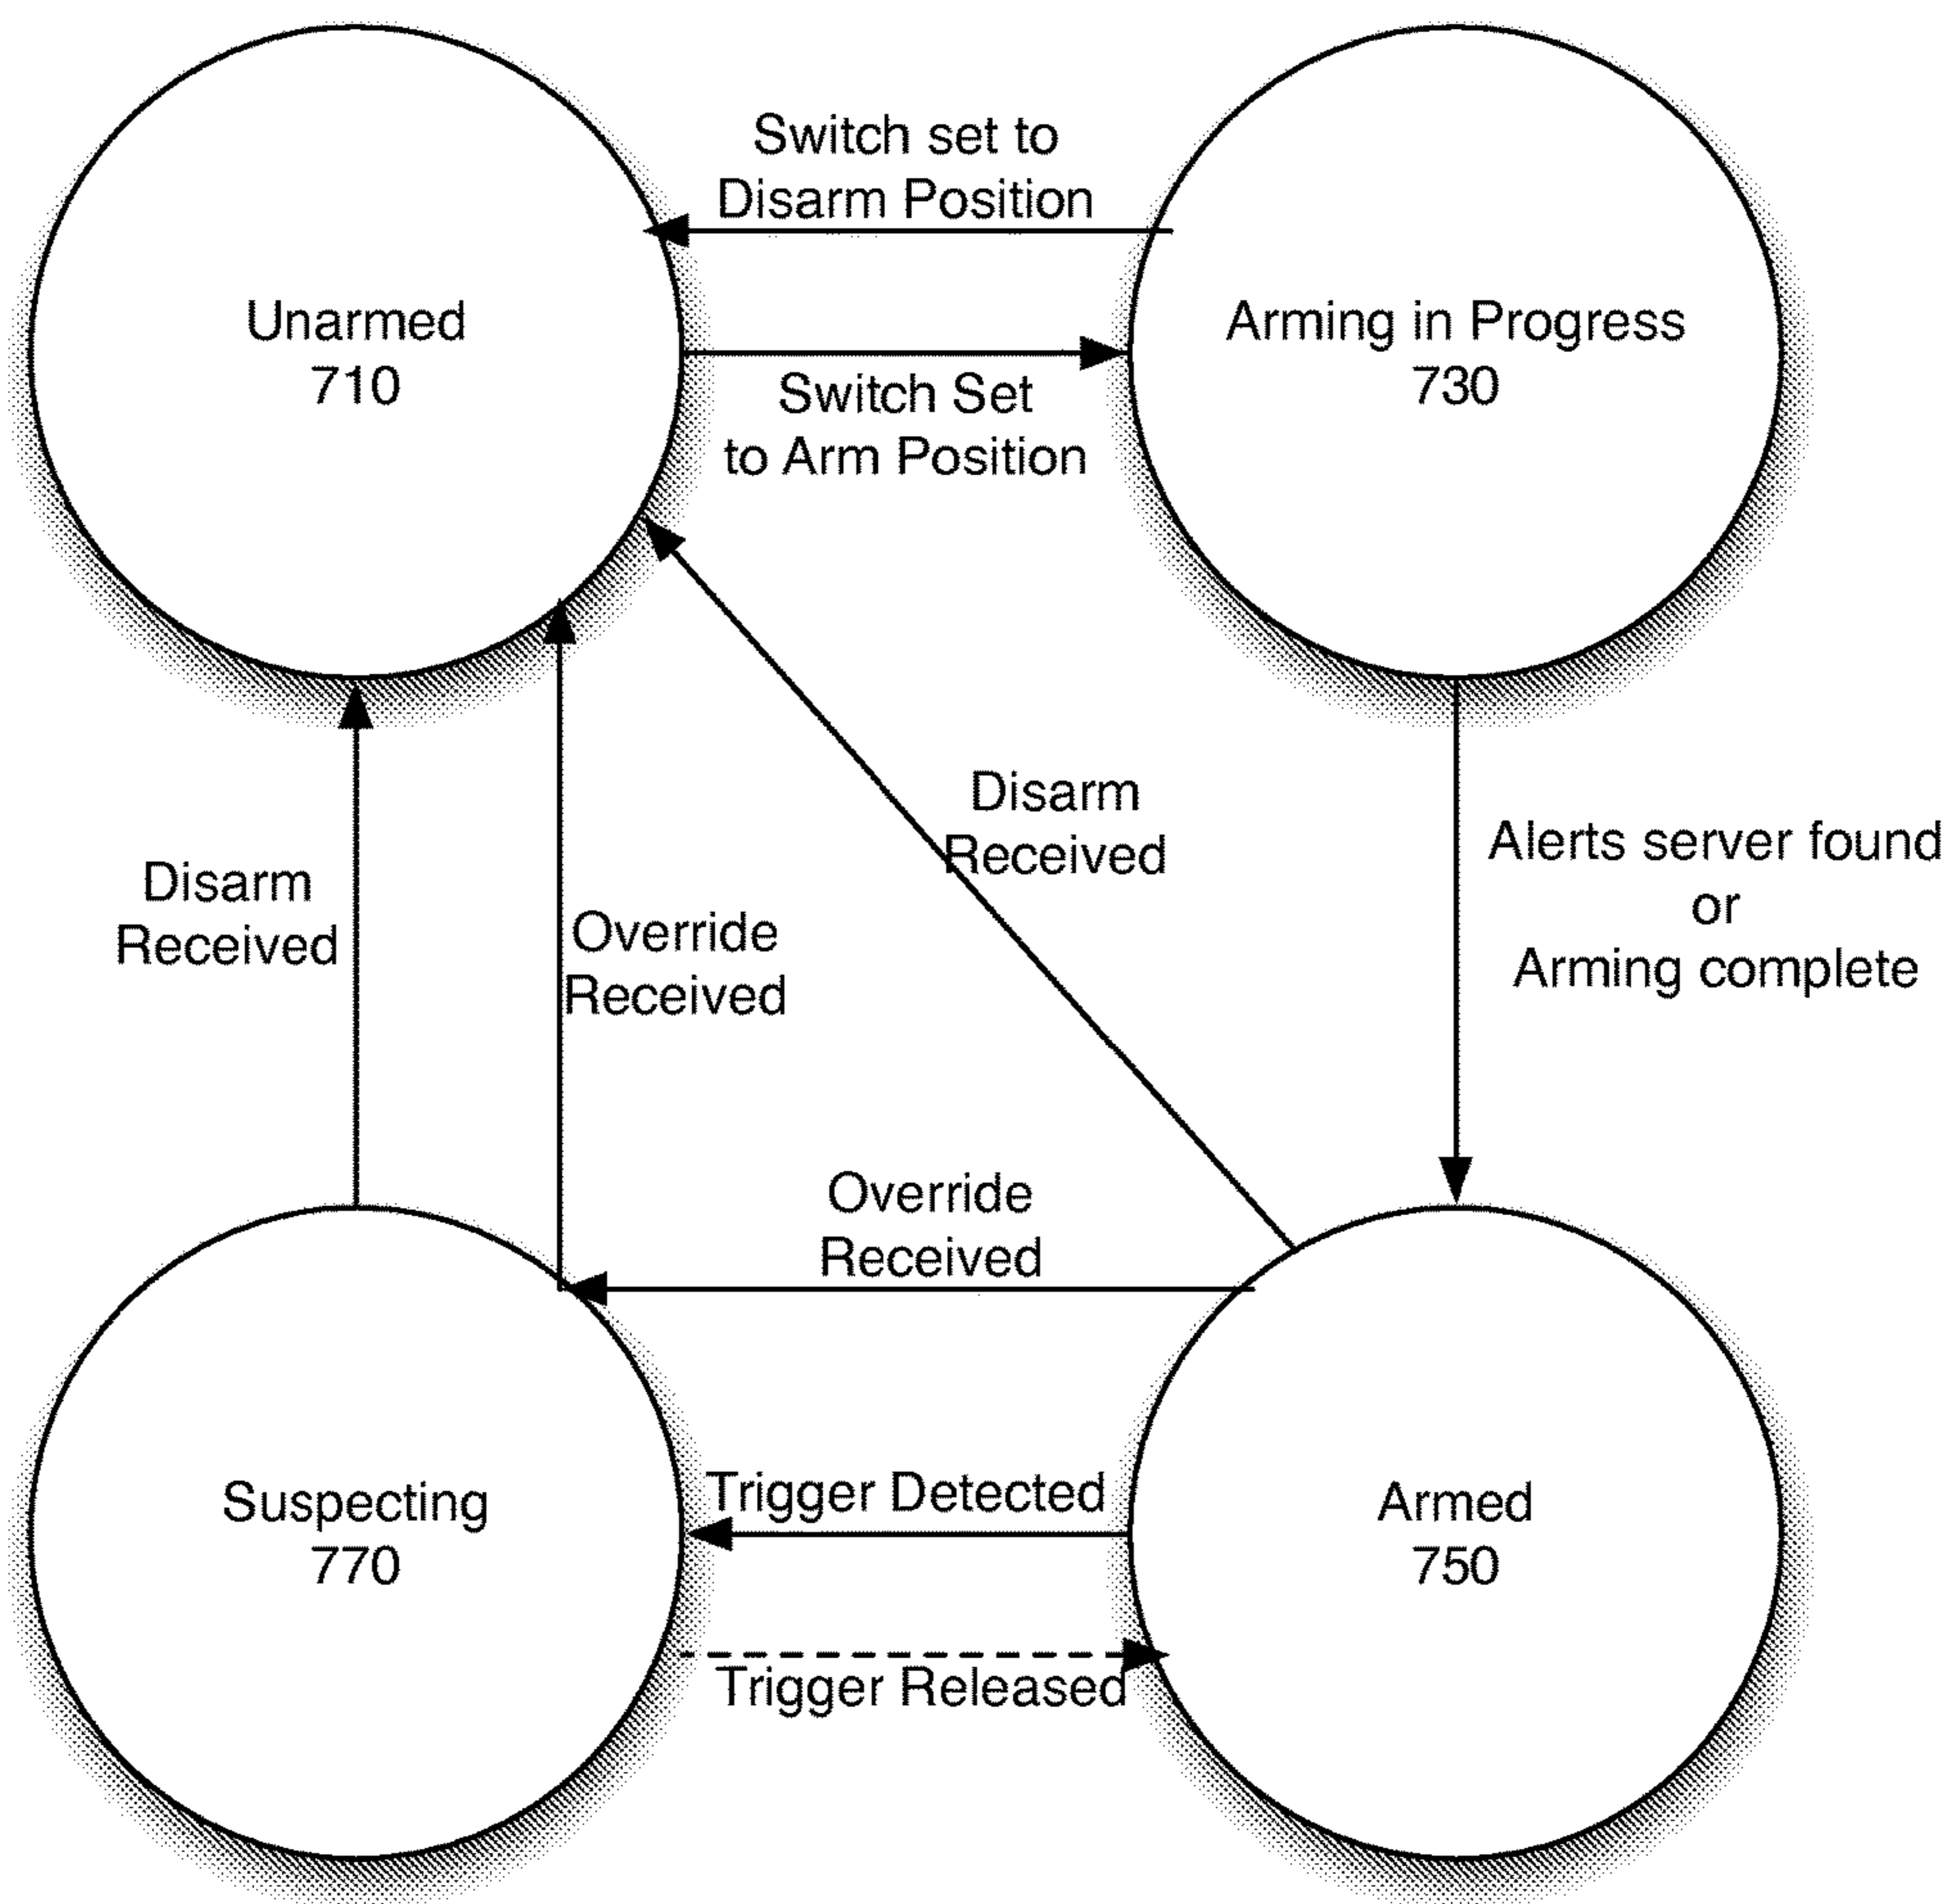 Switch set to
Disarm Position
Unarmed
710
Arming in Progress
730
Switch Set
to Arm Position
Disarm
Received
Alerts server found
or
Arming complete
Disarm
Received
Override
Received
Override
Received
Trigger Detected
Suspecting
770
Armed
750
Trigger Released